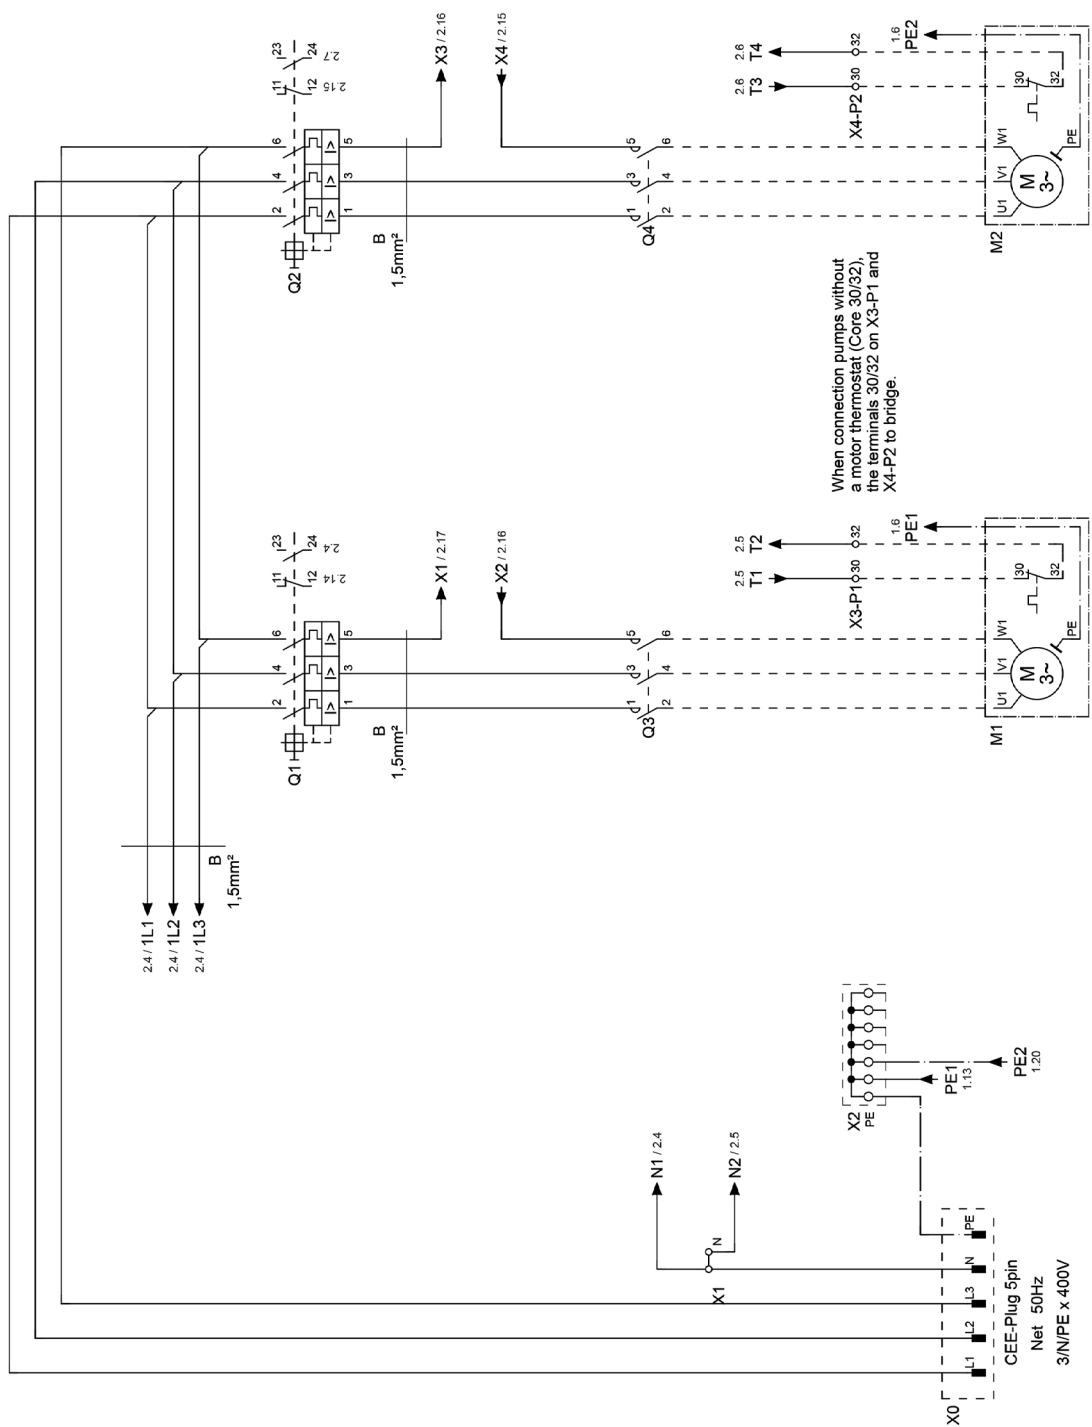 X0
L1
L2
L3
N
PE
CEE-Plug 5pin
Net 50Hz
3/N/PE x 400V
X1
N
N1 / 2.4
N2 / 2.5
X2
PE
PE1
1.13
PE2
1.20
2.4 / 1L1
2.4 / 1L2
2.4 / 1L3
B
1,5mm²
Q1
2
4
6
11
12
2.14
23
24
2.4
1
3
5
B
1,5mm²
X1 / 2.17
X2 / 2.16
Q3
1
2
3
4
5
6
2.5
T1
2.5
T2
X3-P1
30
32
1.6
PE1
M1
U1
V1
W1
M
3~
PE
30
32
When connection pumps without
a motor thermostat (Core 30/32),
the terminals 30/32 on X3-P1 and
X4-P2 to bridge.
Q2
2
4
6
11
12
2.15
23
24
2.7
1
3
5
B
1,5mm²
X3 / 2.16
X4 / 2.15
Q4
1
2
3
4
5
6
2.6
T3
2.6
T4
X4-P2
30
32
1.6
PE2
M2
U1
V1
W1
M
3~
PE
30
32